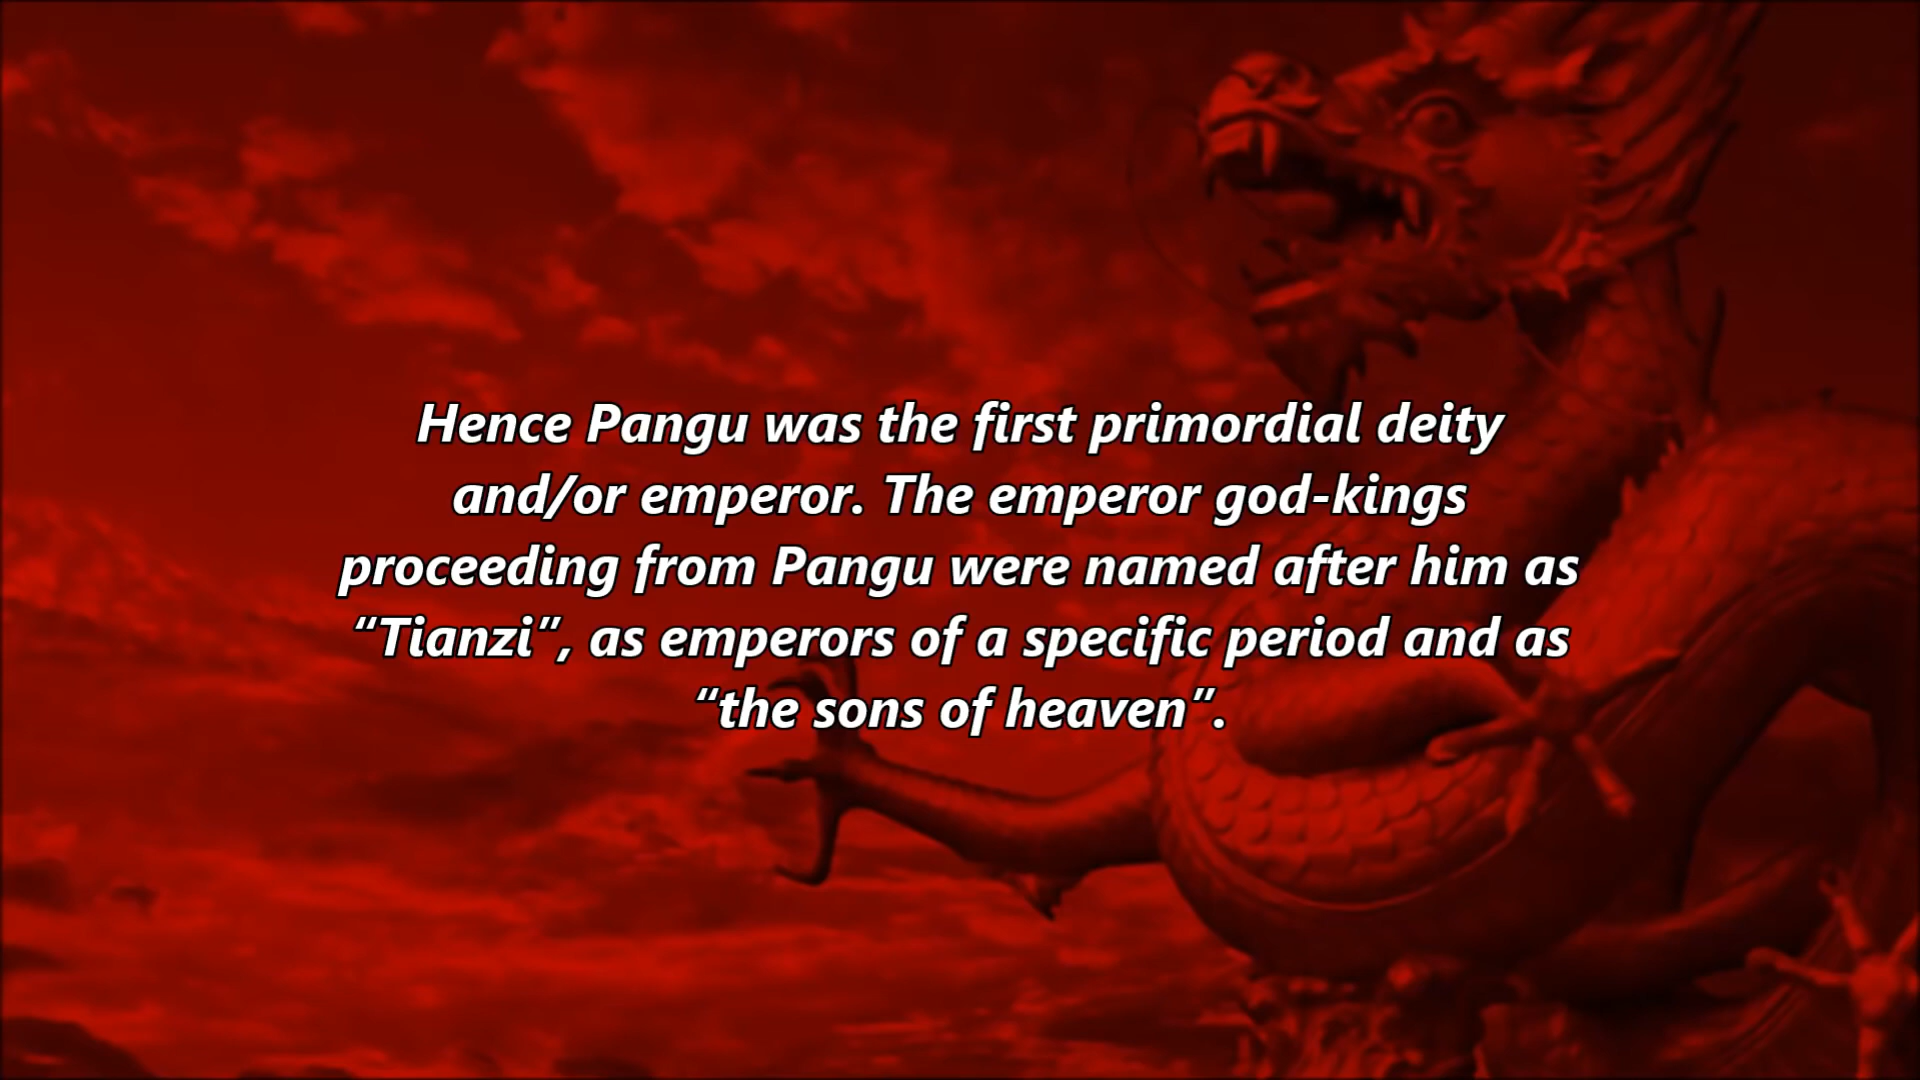 Hence Pangu was the first primordial deity
and/or emperor. The emperor god-kings
proceeding from Pangu were named after him as
“Tianzi”, as emperors of a specific period and as
“the sons of heaven”.